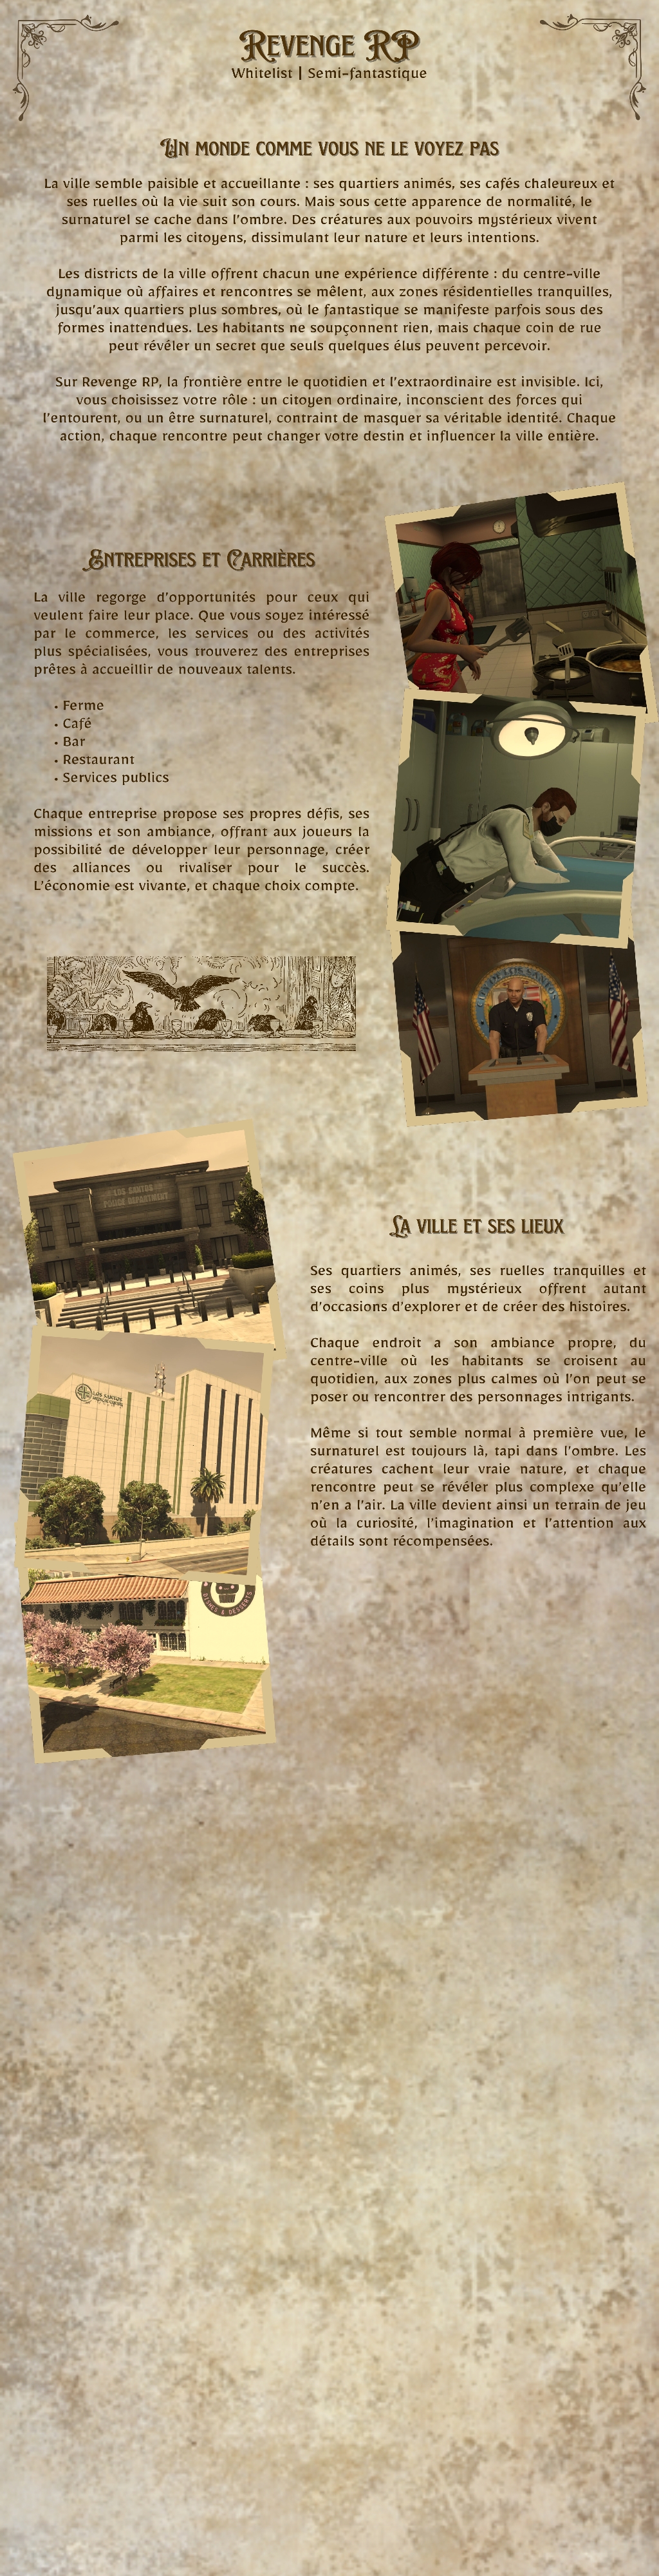 Revenge RP
Whitelist | Semi-fantastique
Un monde comme vous ne le voyez pas
La ville semble paisible et accueillante : ses quartiers animés, ses cafés chaleureux et
ses ruelles où la vie suit son cours. Mais sous cette apparence de normalité, le
surnaturel se cache dans l'ombre. Des créatures aux pouvoirs mystérieux vivent
parmi les citoyens, dissimulant leur nature et leurs intentions.
Les districts de la ville offrent chacun une expérience différente : du centre-ville
dynamique où affaires et rencontres se mêlent, aux zones résidentielles tranquilles,
jusqu'aux quartiers plus sombres, où le fantastique se manifeste parfois sous des
formes inattendues. Les habitants ne soupçonnent rien, mais chaque coin de rue
peut révéler un secret que seuls quelques élus peuvent percevoir.
Sur Revenge RP, la frontière entre le quotidien et l'extraordinaire est invisible. Ici,
vous choisissez votre rôle : un citoyen ordinaire, inconscient des forces qui
l'entourent, ou un être surnaturel, contraint de masquer sa véritable identité. Chaque
action, chaque rencontre peut changer votre destin et influencer la ville entière.
Entreprises et Carrières
La ville regorge d'opportunités pour ceux qui
veulent faire leur place. Que vous soyez intéressé
par le commerce, les services ou des activités
plus spécialisées, vous trouverez des entreprises
prêtes à accueillir de nouveaux talents.
• Ferme
• Café
• Bar
• Restaurant
• Services publics
Chaque entreprise propose ses propres défis, ses
missions et son ambiance, offrant aux joueurs la
possibilité de développer leur personnage, créer
des alliances ou rivaliser pour le succès.
L'économie est vivante, et chaque choix compte.
CITY OF LOS SANTOS
LOS SANTOS
POLICE DEPARTMENT
La ville et ses lieux
Ses quartiers animés, ses ruelles tranquilles et
ses coins plus mystérieux offrent autant
d'occasions d'explorer et de créer des histoires.
Chaque endroit a son ambiance propre, du
centre-ville où les habitants se croisent au
quotidien, aux zones plus calmes où l'on peut se
poser ou rencontrer des personnages intrigants.
Même si tout semble normal à première vue, le
surnaturel est toujours là, tapi dans l'ombre. Les
créatures cachent leur vraie nature, et chaque
rencontre peut se révéler plus complexe qu'elle
n'en a l'air. La ville devient ainsi un terrain de jeu
où la curiosité, l'imagination et l'attention aux
détails sont récompensées.
LOS SANTOS
& DESSERTS